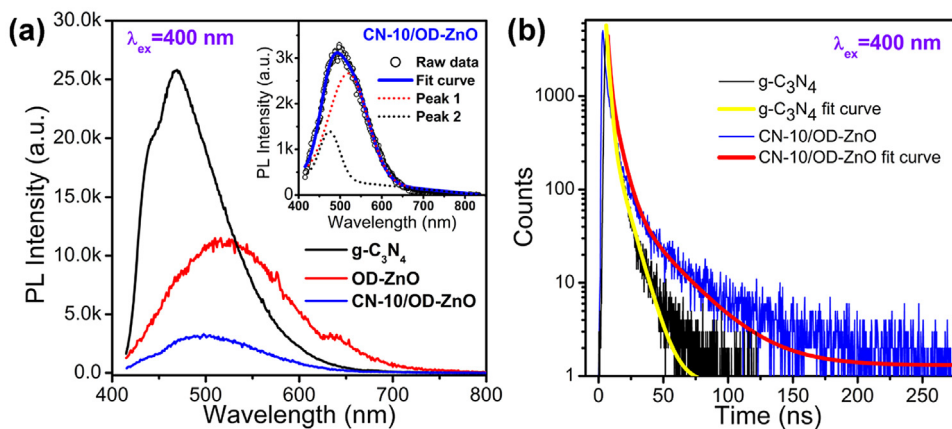 (a)
λex=400 nm
PL Intensity (a.u.)
30.0k
25.0k
20.0k
15.0k
10.0k
5.0k
0.0
500
600
700
800
Wavelength (nm)
g-C3N4
OD-ZnO
CN-10/OD-ZnO
CN-10/OD-ZnO
Raw data
Fit curve
Peak 1
Peak 2
PL Intensity (a.u.)
3k
2k
1k
0
400
500
600
700
800
Wavelength (nm)
(b)
λex=400 nm
g-C3N4
g-C3N4 fit curve
CN-10/OD-ZnO
CN-10/OD-ZnO fit curve
Counts
1000
100
10
1
0
50
100
150
200
250
Time (ns)